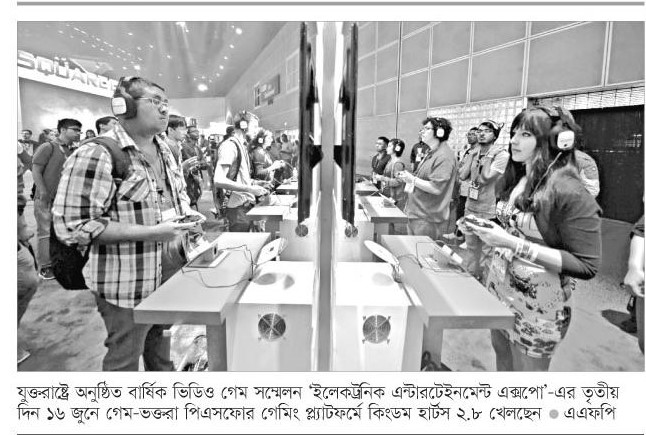 SQUARE
যুক্তরাষ্ট্রে অনুষ্ঠিত বার্ষিক ভিডিও গেম সম্মেলন ‘ইলেকট্রনিক এন্টারটেইনমেন্ট এক্সপো’-এর তৃতীয়
দিন ১৬ জুনে গেম-ভক্তরা পিএসফোর গেমিং প্ল্যাটফর্মে কিংডম হার্টস ২.৮ খেলছেন ● এএফপি